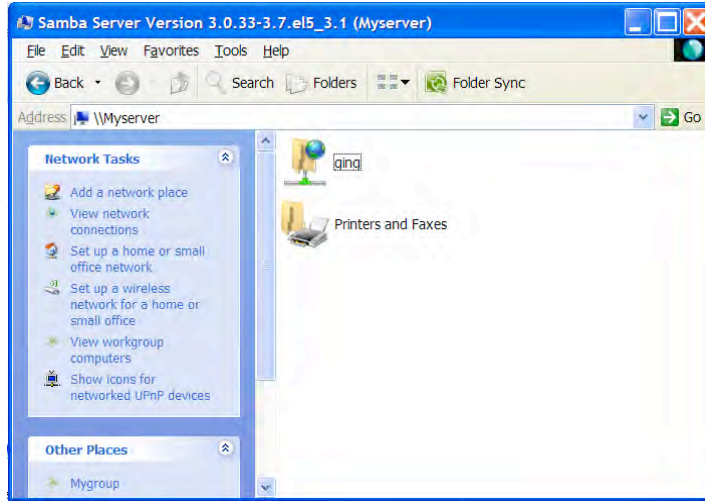 Samba Server Version 3.0.33-3.7.el5_3.1 (Myserver)
File Edit View Favorites Tools Help
Back Search Folders Folder Sync
Address \\Myserver Go
Network Tasks
Add a network place
View network
connections
Set up a home or small
office network
Set up a wireless
network for a home or
small office
View workgroup
computers
Show icons for
networked UPnP devices
Other Places
Mygroup
qing
Printers and Faxes